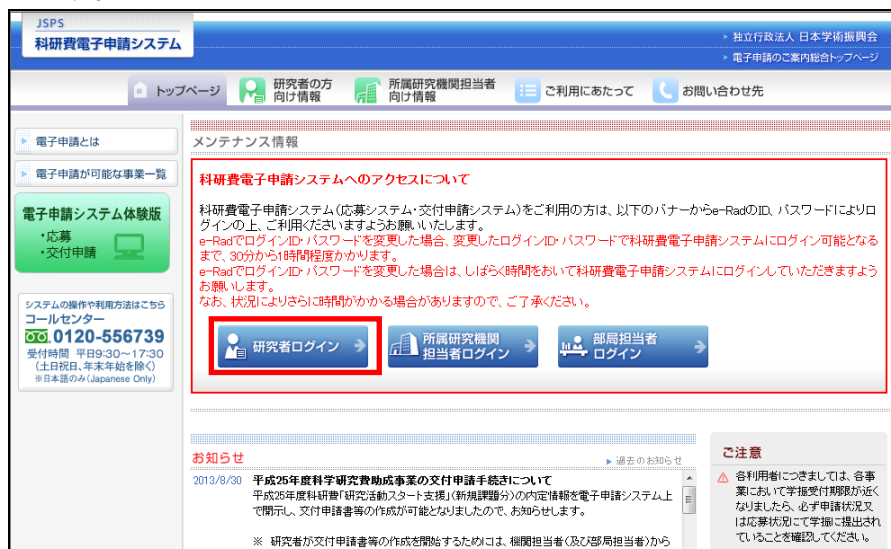 JSPS
科研費電子申請システム
独立行政法人 日本学術振興会
電子申請のご案内総合トップページ
トップページ
研究者の方
向け情報
所属研究機関担当者
向け情報
ご利用にあたって
お問い合わせ先
電子申請とは
電子申請が可能な事業一覧
電子申請システム体験版
・応募
・交付申請
システムの操作や利用方法はこちら
コールセンター
0120-556739
受付時間 平日9:30～17:30
(土日祝日、年末年始を除く)
※日本語のみ(Japanese Only)
メンテナンス情報
科研費電子申請システムへのアクセスについて
科研費電子申請システム(応募システム・交付申請システム)をご利用の方は、以下のバナーからe-RadのID、パスワードによりロ
グインの上、ご利用くださいますようお願いいたします。
e-RadでログインID・パスワードを変更した場合、変更したログインID・パスワードで科研費電子申請システムにログイン可能となる
まで、30分から1時間程度かかります。
e-RadでログインID・パスワードを変更した場合は、しばらく時間をおいて科研費電子申請システムにログインしていただきますよう
お願いします。
なお、状況によりさらに時間がかかる場合がありますので、ご了承ください。
研究者ログイン
所属研究機関
担当者ログイン
部局担当者
ログイン
お知らせ
過去のお知らせ
2013/8/30 平成25年度科学研究費助成事業の交付申請手続きについて
平成25年度科研費「研究活動スタート支援」(新規課題分)の内定情報を電子申請システム上
で開示し、交付申請書等の作成が可能となりましたので、お知らせします。
※ 研究者が交付申請書等の作成を開始するためには、機関担当者(及び部局担当者)から
ご注意
各利用者につきましては、各事
業において学振受付期限が近く
なりましたら、必ず申請状況又
は応募状況にて学振に提出され
ていることを確認してください。